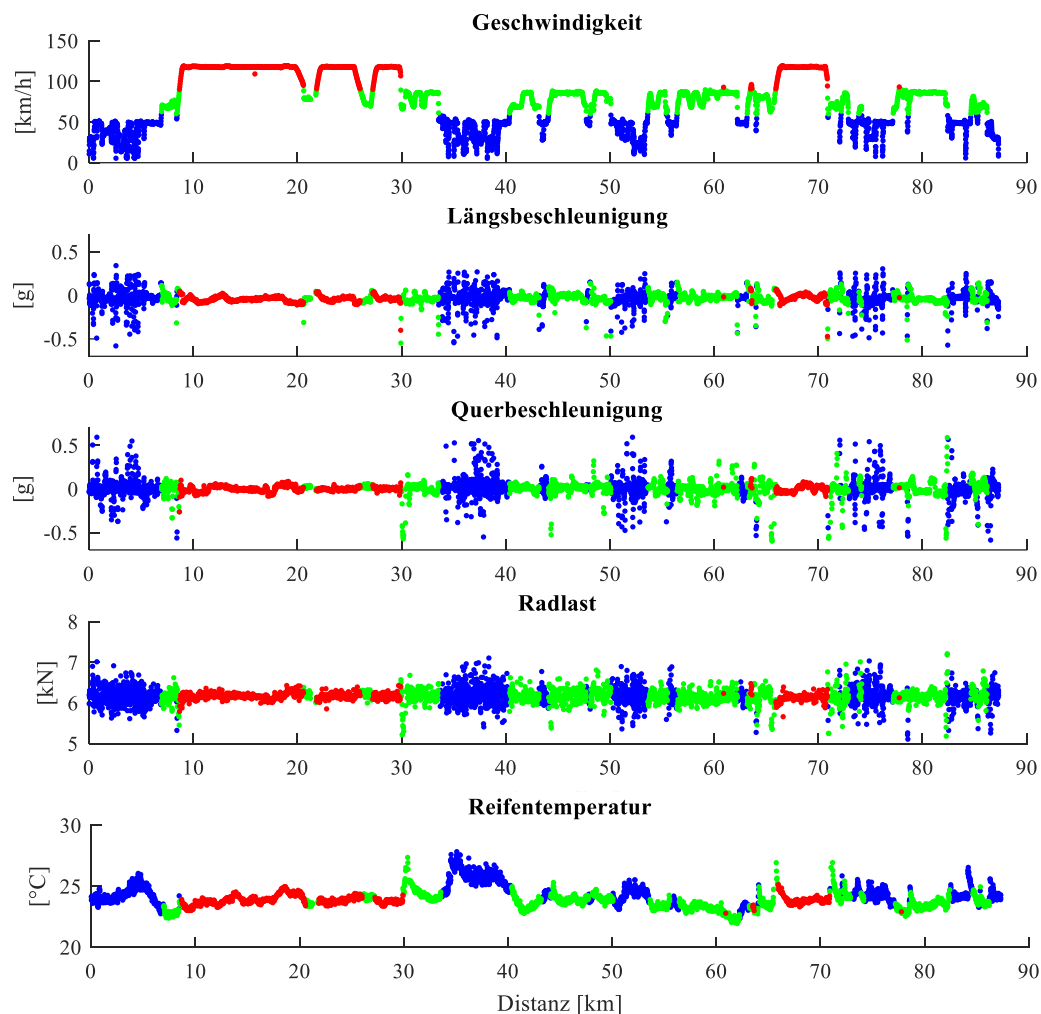 Geschwindigkeit
150
100
50
0
[km/h]
0 10 20 30 40 50 60 70 80 90
Längsbeschleunigung
0.5
0
-0.5
[g]
0 10 20 30 40 50 60 70 80 90
Querbeschleunigung
0.5
0
-0.5
[g]
0 10 20 30 40 50 60 70 80 90
Radlast
8
7
6
5
[kN]
0 10 20 30 40 50 60 70 80 90
Reifentemperatur
30
25
20
[°C]
0 10 20 30 40 50 60 70 80 90
Distanz [km]